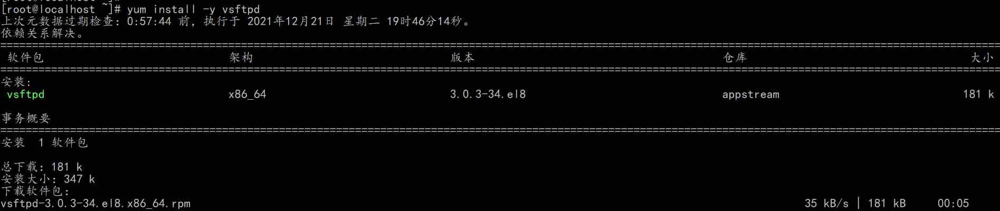 [root@localhost ~]#
[root@localhost ~]# yum install -y vsftpd
上次元数据过期检查：0:57:44 前，执行于 2021年12月21日 星期二 19时46分14秒。
依赖关系解决。
软件包 架构 版本 仓库 大小
安装:
vsftpd x86_64 3.0.3-34.el8 appstream 181 k
事务概要
安装  1 软件包
总下载：181 k
安装大小：347 k
下载软件包：
vsftpd-3.0.3-34.el8.x86_64.rpm 35 kB/s | 181 kB 00:05